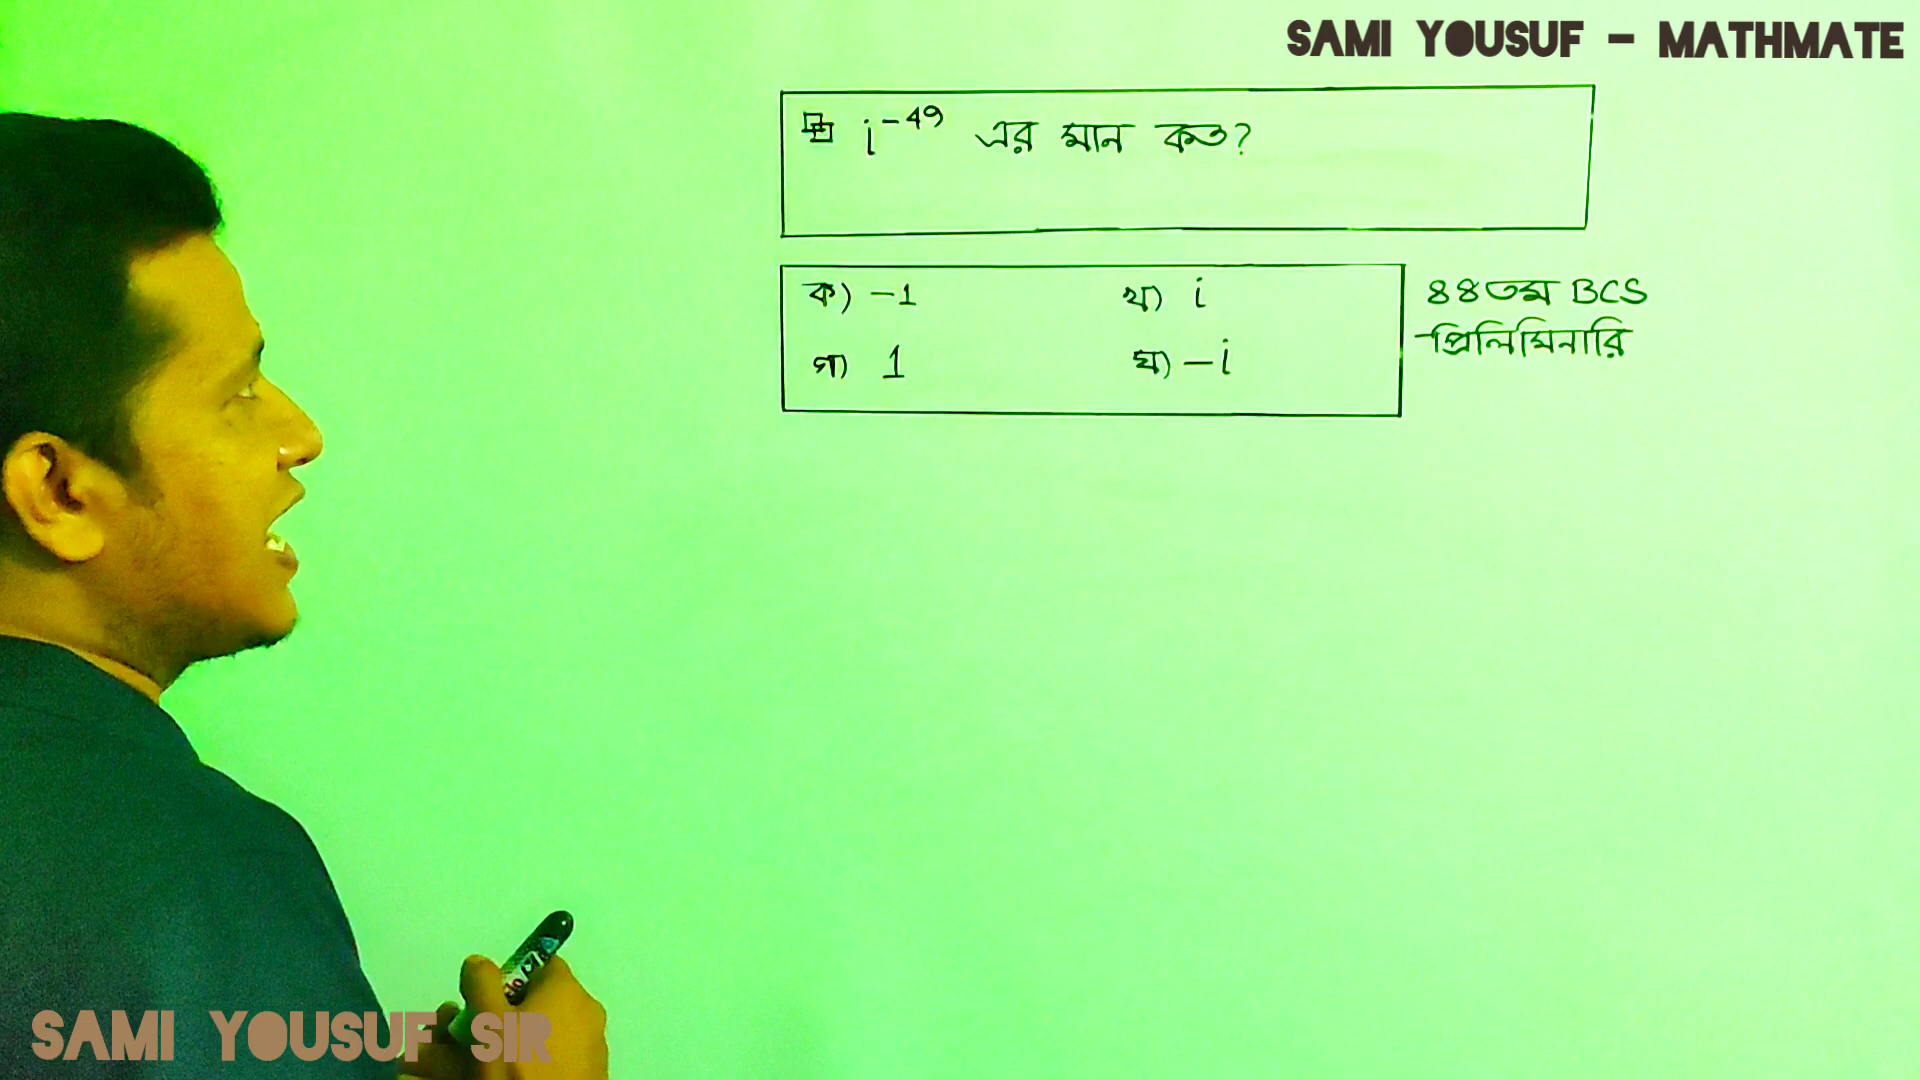 SAMI YOUSUF - MATHMATE
i⁻⁴⁹ এর মান কত?
ক) -1 খ) i
গ) 1 ঘ) -i
৪৪তম BCS
প্রিলিমিনারি
SAMI YOUSUF SIR